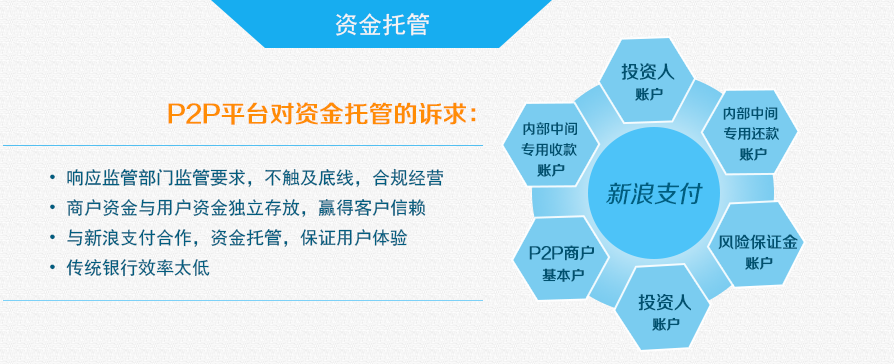 资金托管
P2P平台对资金托管的诉求：
• 响应监管部门监管要求，不触及底线，合规经营
• 商户资金与用户资金独立存放，赢得客户信赖
• 与新浪支付合作，资金托管，保证用户体验
• 传统银行效率太低
投资人
账户
内部中间
专用还款
账户
风险保证金
账户
投资人
账户
P2P商户
基本户
内部中间
专用收款
账户
新浪支付